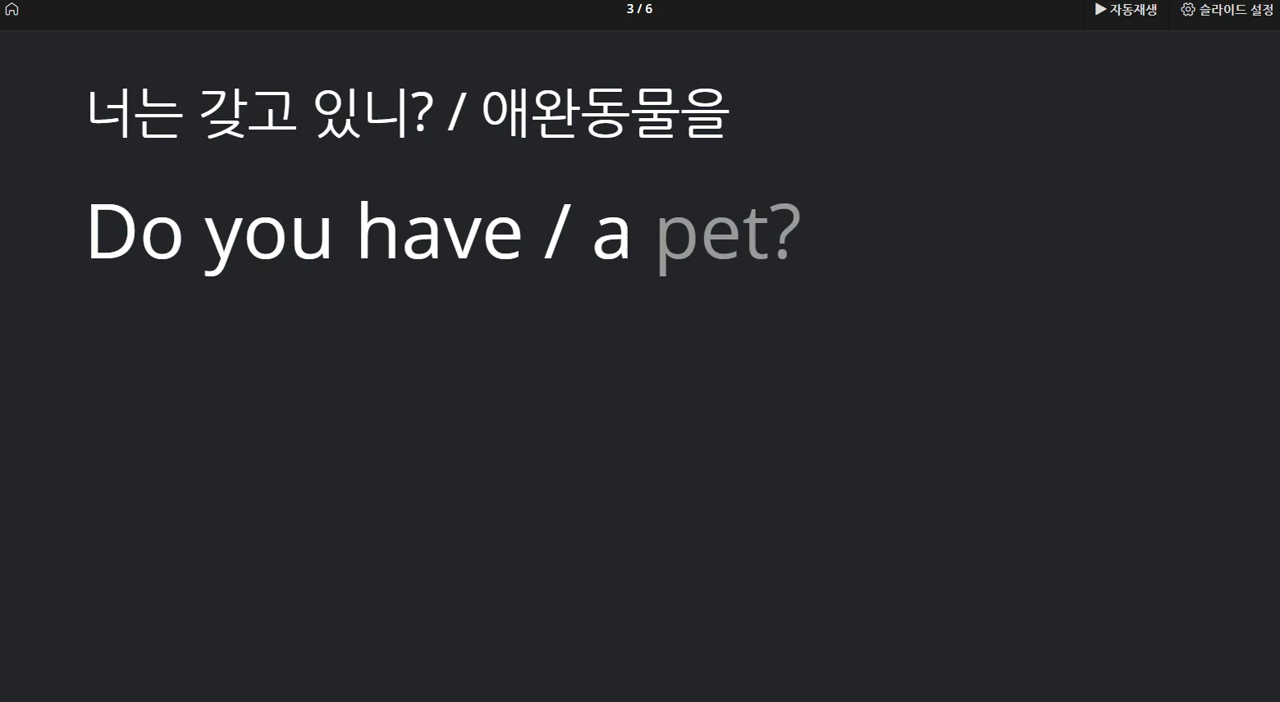 3 / 6
▶ 자동재생
슬라이드 설정
너는 갖고 있니? / 애완동물을
Do you have / a pet?